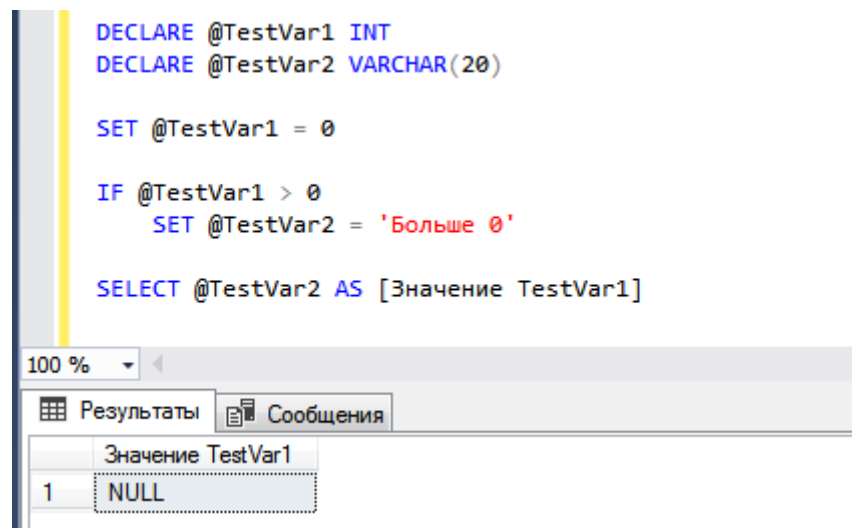 DECLARE @TestVar1 INT
DECLARE @TestVar2 VARCHAR(20)
SET @TestVar1 = 0
IF @TestVar1 > 0
SET @TestVar2 = 'Больше 0'
SELECT @TestVar2 AS [Значение TestVar1]
100 %
Результаты Сообщения
Значение TestVar1
1 NULL